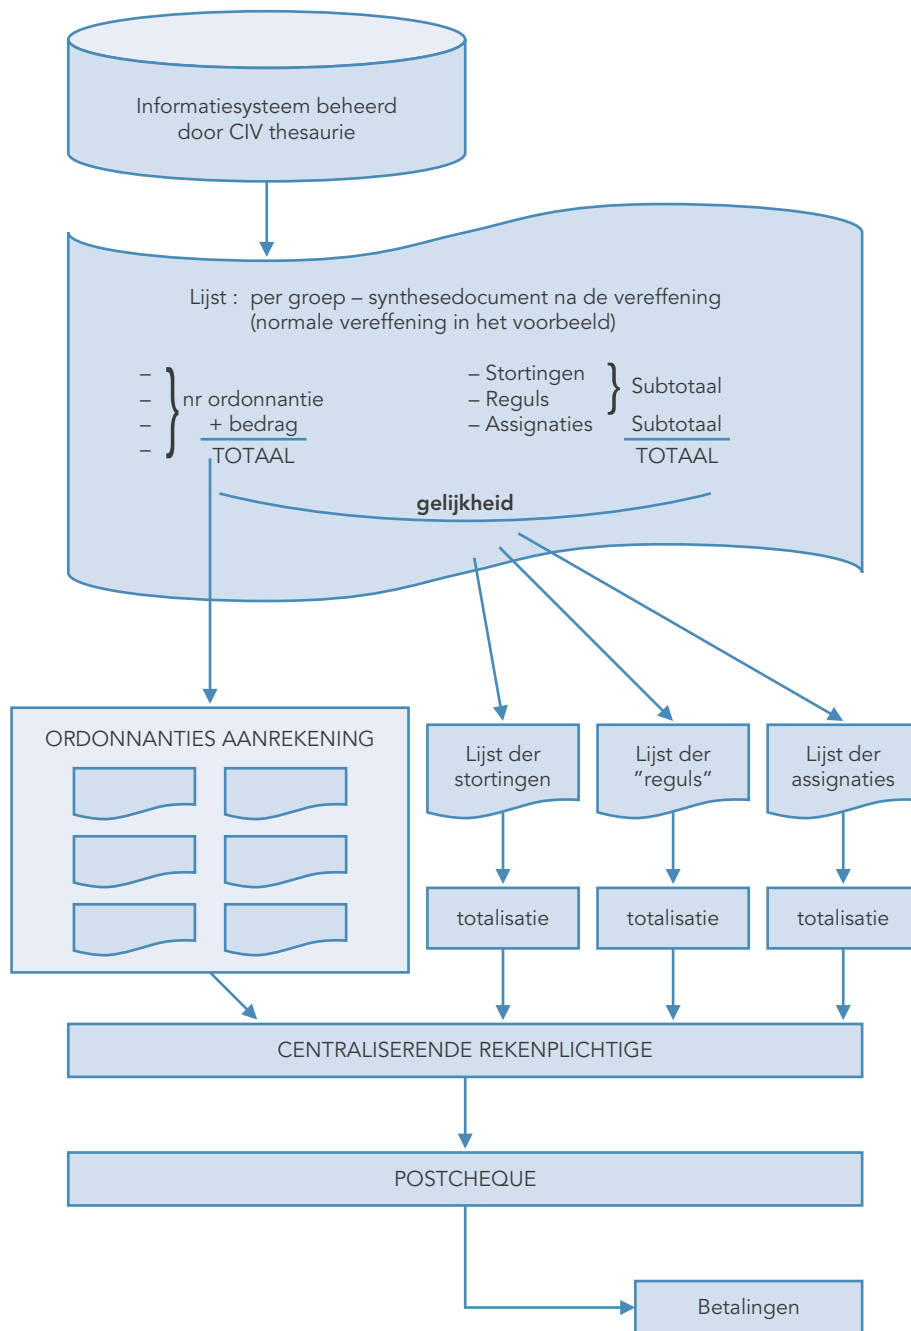 Informatiesysteem beheerd
door CIV thesaurie
Lijst : per groep – synthesedocument na de vereffening
(normale vereffening in het voorbeeld)
–
–
–
–
nr ordonnantie
+ bedrag
TOTAAL
– Stortingen
– Reguls
– Assignaties
Subtotaal
Subtotaal
TOTAAL
gelijkheid
ORDONNANTIES AANREKENING
Lijst der
stortingen
Lijst der
”reguls”
Lijst der
assignaties
totalisatie
totalisatie
totalisatie
CENTRALISERENDE REKENPLICHTIGE
POSTCHEQUE
Betalingen